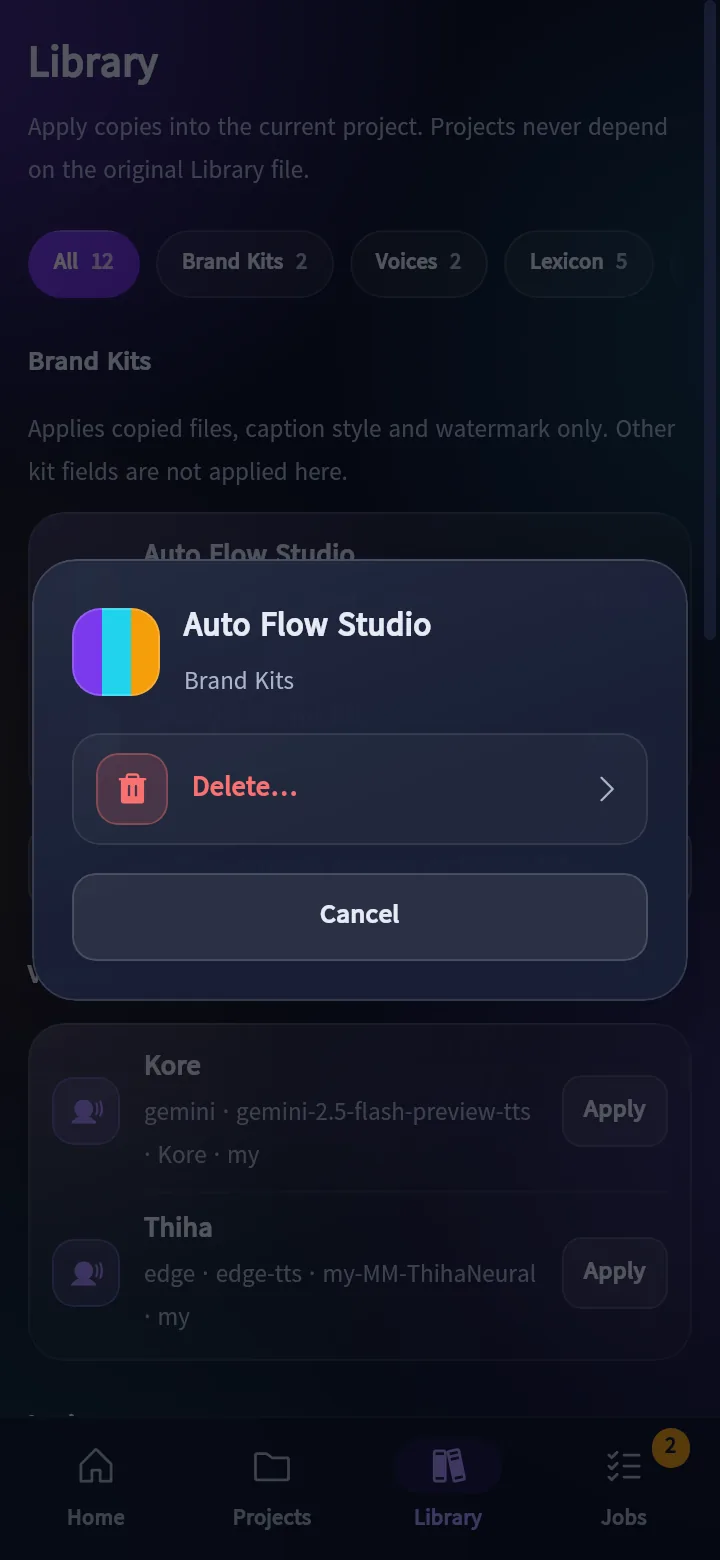 Library
Apply copies into the current project. Projects never depend
on the original Library file.
All 12
Brand Kits 2
Voices 2
Lexicon 5
Brand Kits
Applies copied files, caption style and watermark only. Other
kit fields are not applied here.
Auto Flow Studio
Auto Flow Studio
Brand Kits
Delete…
Cancel
Kore
gemini · gemini-2.5-flash-preview-tts
· Kore · my
Apply
Thiha
edge · edge-tts · my-MM-ThihaNeural
· my
Apply
2
Home
Projects
Library
Jobs